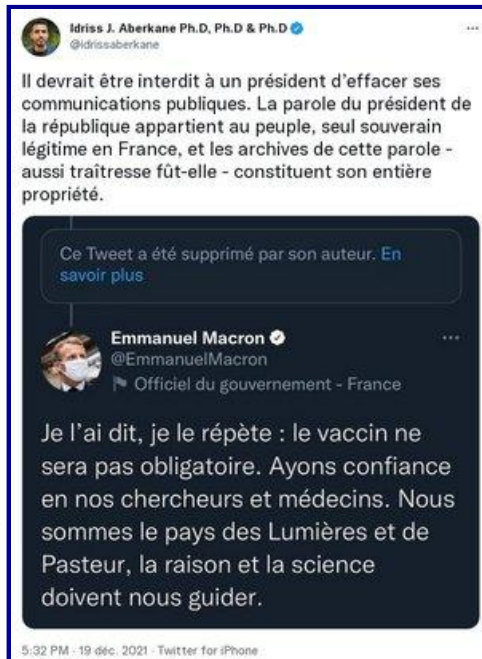 Idriss J. Aberkane Ph.D, Ph.D & Ph.D
@idrissaberkane
Il devrait être interdit à un président d'effacer ses
communications publiques. La parole du président de
la république appartient au peuple, seul souverain
légitime en France, et les archives de cette parole -
aussi traîtresse fût-elle - constituent son entière
propriété.
Ce Tweet a été supprimé par son auteur. En
savoir plus
Emmanuel Macron
@EmmanuelMacron
Officiel du gouvernement - France
Je l'ai dit, je le répète : le vaccin ne
sera pas obligatoire. Ayons confiance
en nos chercheurs et médecins. Nous
sommes le pays des Lumières et de
Pasteur, la raison et la science
doivent nous guider.
5:32 PM · 19 déc. 2021 · Twitter for iPhone